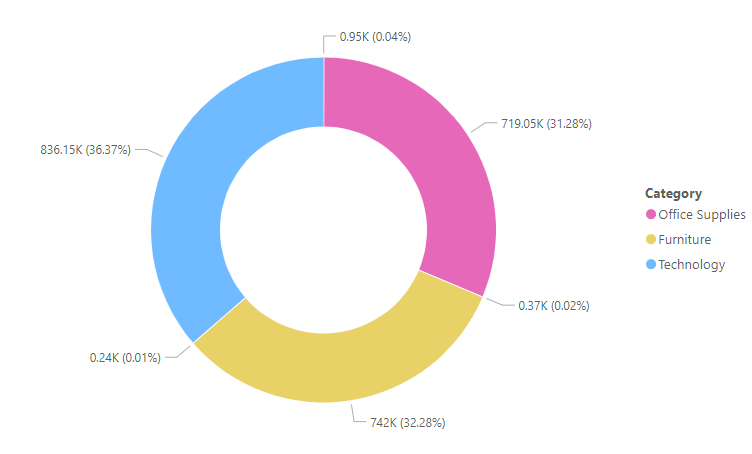 0.95K (0.04%)
719.05K (31.28%)
836.15K (36.37%)
Category
Office Supplies
Furniture
Technology
0.37K (0.02%)
0.24K (0.01%)
742K (32.28%)